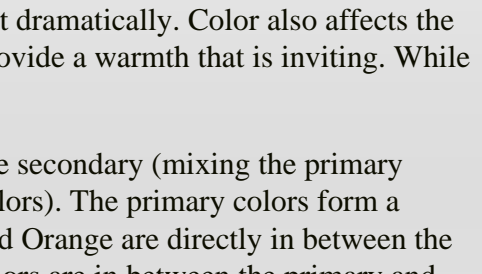 t dramatically. Color also affects the
ovide a warmth that is inviting. While
e secondary (mixing the primary
lors). The primary colors form a
d Orange are directly in between the
ors are in between the primary and